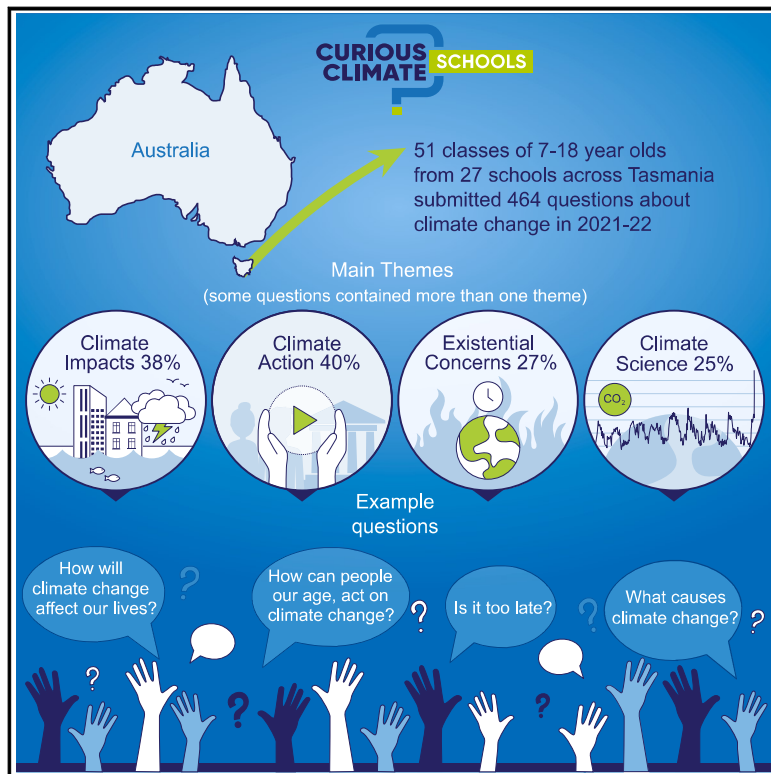 CURIOUS
CLIMATE
SCHOOLS
Australia
51 classes of 7-18 year olds
from 27 schools across Tasmania
submitted 464 questions about
climate change in 2021-22
Main Themes
(some questions contained more than one theme)
Climate
Impacts 38%
Climate
Action 40%
Existential
Concerns 27%
Climate
Science 25%
CO₂
Example
questions
How will
climate change
affect our lives?
?
How can people
our age, act on
climate change?
?
Is it too late?
?
What causes
climate change?
?
?
?
?